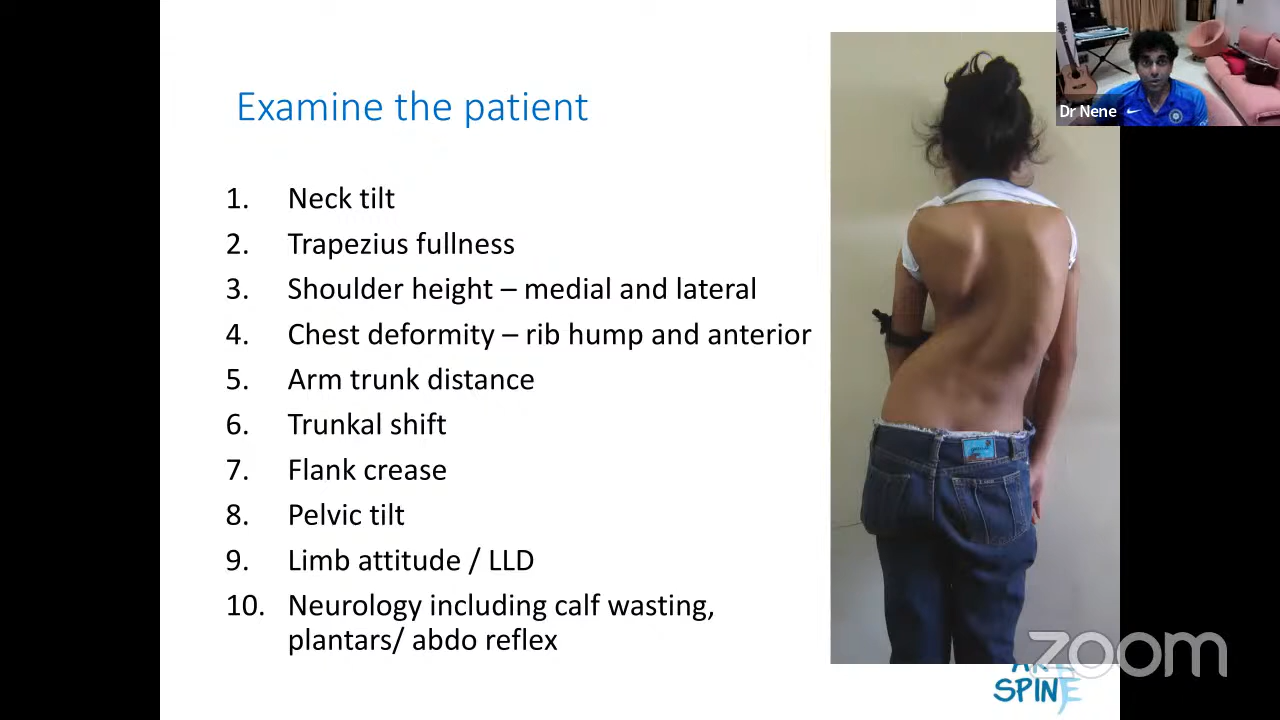 Examine the patient
Dr Nene
1. Neck tilt
2. Trapezius fullness
3. Shoulder height – medial and lateral
4. Chest deformity – rib hump and anterior
5. Arm trunk distance
6. Trunkal shift
7. Flank crease
8. Pelvic tilt
9. Limb attitude / LLD
10. Neurology including calf wasting,
plantars/ abdo reflex
zoom
SPINE